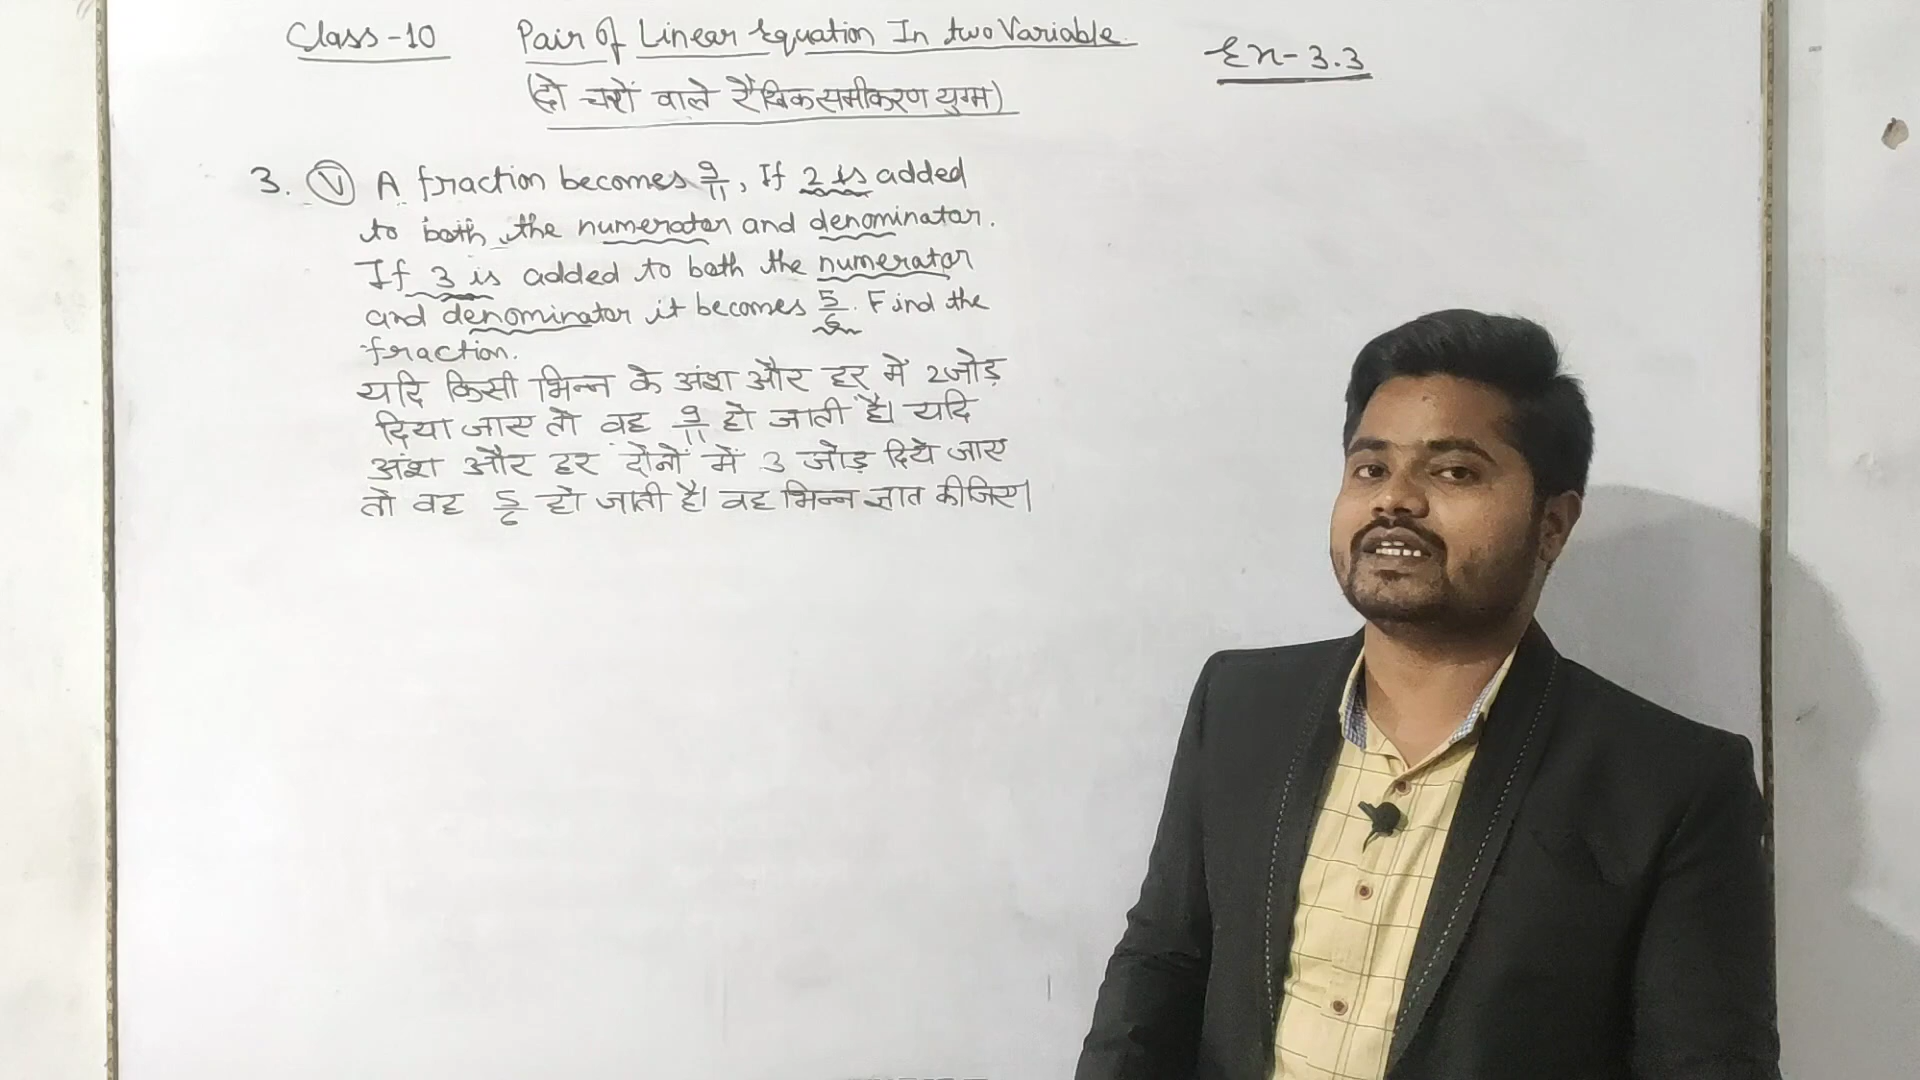 Class-10 Pair Of Linear Equation In two Variable. Ex-3.3
(दो चरों वाले रैखिक समीकरण युग्म)
3. (V) A fraction becomes 9/11, If 2 is added
to both the numerator and denominator.
If 3 is added to both the numerator
and denominator it becomes 5/6. Find the
fraction.
यदि किसी भिन्न के अंश और हर में 2 जोड़
दिया जाए तो वह 9/11 हो जाती है। यदि
अंश और हर दोनों में 3 जोड़ दिये जाए
तो वह 5/6 हो जाती है। वह भिन्न ज्ञात कीजिए।